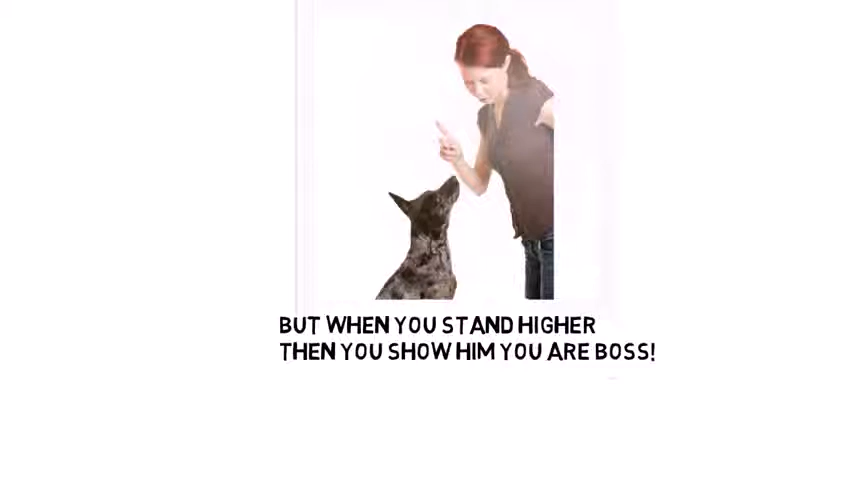 BUT WHEN YOU STAND HIGHER
THEN YOU SHOW HIM YOU ARE BOSS!